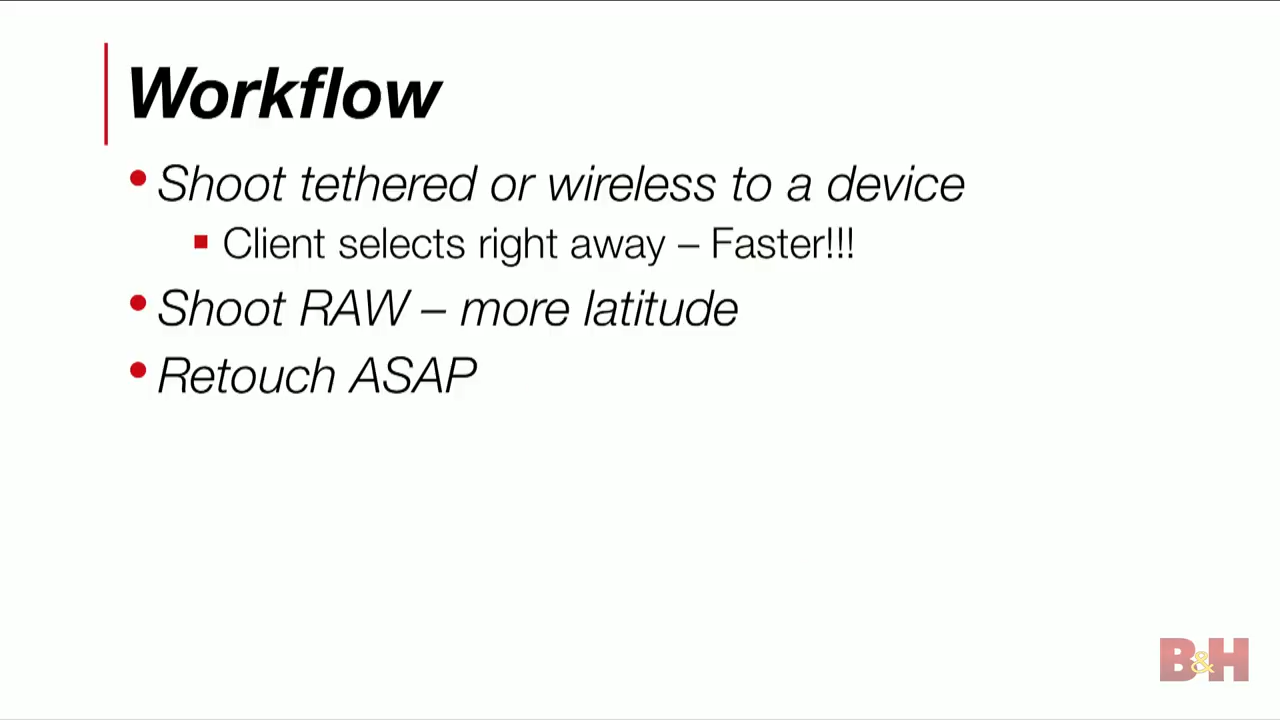 Workflow
• Shoot tethered or wireless to a device
▪ Client selects right away – Faster!!!
• Shoot RAW – more latitude
• Retouch ASAP
B&H